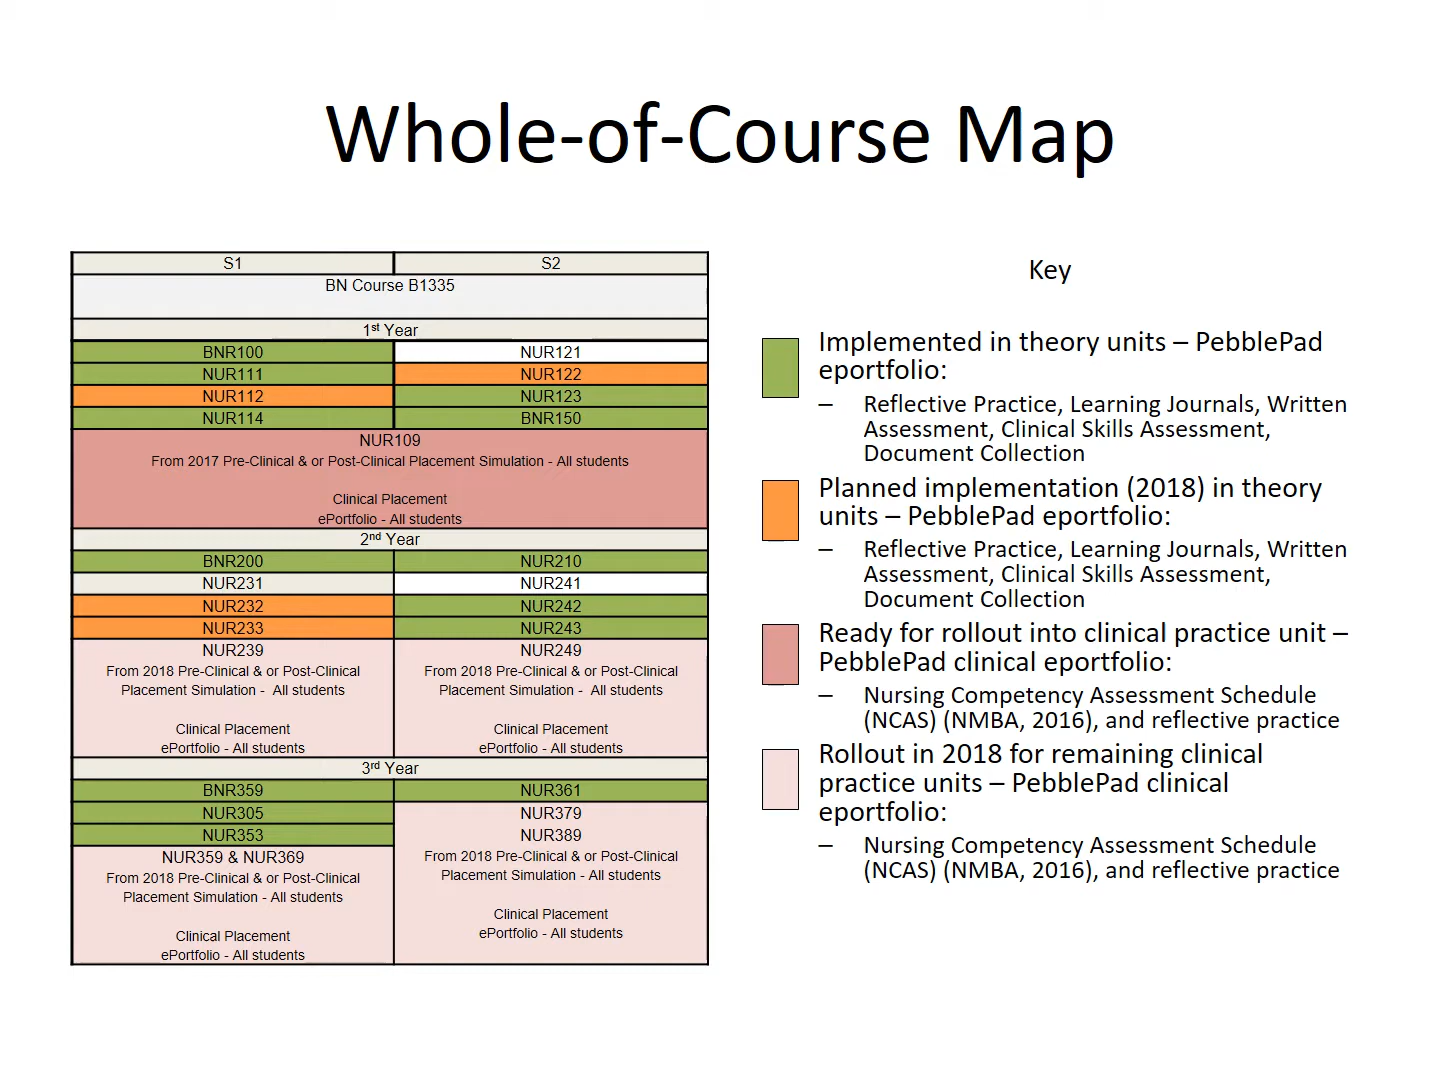 Whole-of-Course Map
S1 S2
BN Course B1335
1st Year
BNR100 NUR121
NUR111 NUR122
NUR112 NUR123
NUR114 BNR150
NUR109
From 2017 Pre-Clinical & or Post-Clinical Placement Simulation - All students
Clinical Placement
ePortfolio - All students
2nd Year
BNR200 NUR210
NUR231 NUR241
NUR232 NUR242
NUR233 NUR243
NUR239
From 2018 Pre-Clinical & or Post-Clinical
Placement Simulation - All students
Clinical Placement
ePortfolio - All students
NUR249
From 2018 Pre-Clinical & or Post-Clinical
Placement Simulation - All students
Clinical Placement
ePortfolio - All students
3rd Year
BNR359 NUR361
NUR305
NUR353
NUR359 & NUR369
From 2018 Pre-Clinical & or Post-Clinical
Placement Simulation - All students
Clinical Placement
ePortfolio - All students
NUR379
NUR389
From 2018 Pre-Clinical & or Post-Clinical
Placement Simulation - All students
Clinical Placement
ePortfolio - All students
Key
Implemented in theory units – PebblePad
eportfolio:
– Reflective Practice, Learning Journals, Written
Assessment, Clinical Skills Assessment,
Document Collection
Planned implementation (2018) in theory
units – PebblePad eportfolio:
– Reflective Practice, Learning Journals, Written
Assessment, Clinical Skills Assessment,
Document Collection
Ready for rollout into clinical practice unit –
PebblePad clinical eportfolio:
– Nursing Competency Assessment Schedule
(NCAS) (NMBA, 2016), and reflective practice
Rollout in 2018 for remaining clinical
practice units – PebblePad clinical
eportfolio:
– Nursing Competency Assessment Schedule
(NCAS) (NMBA, 2016), and reflective practice